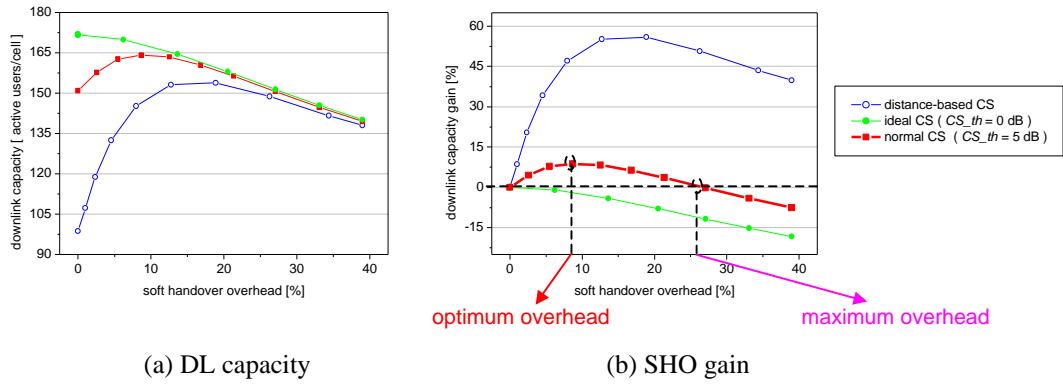 180
165
150
135
120
105
90
0
10
20
30
40
downlink capacity [ active users/cell]
soft handover overhead [%]
60
45
30
15
0
-15
0
10
20
30
40
downlink capacity gain [%]
soft handover overhead [%]
distance-based CS
ideal CS ( CS_th = 0 dB )
normal CS ( CS_th = 5 dB )
optimum overhead
maximum overhead
(a) DL capacity
(b) SHO gain